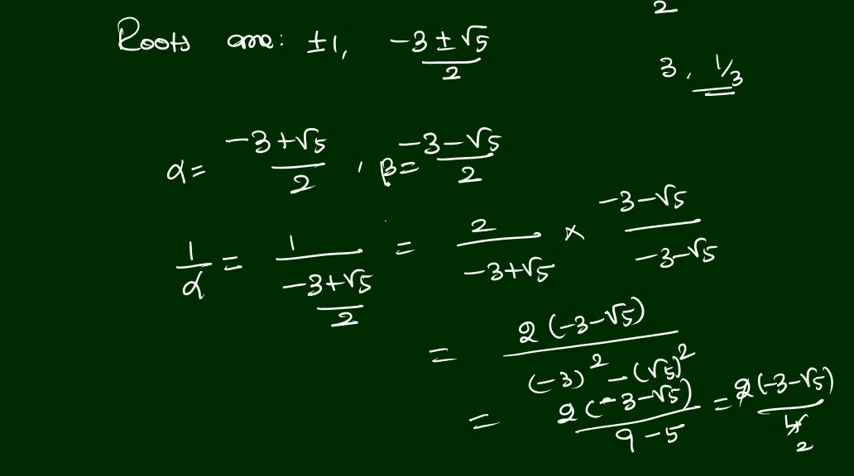 2
Roots are: ±1, (-3±√5)/2
3, 1/3
α = (-3+√5)/2 , β = (-3-√5)/2
1/α = 1/((-3+√5)/2) = 2/(-3+√5) × (-3-√5)/(-3-√5)
= 2(-3-√5)/((-3)² - (√5)²)
= 2(-3-√5)/(9-5) = 2(-3-√5)/4
2